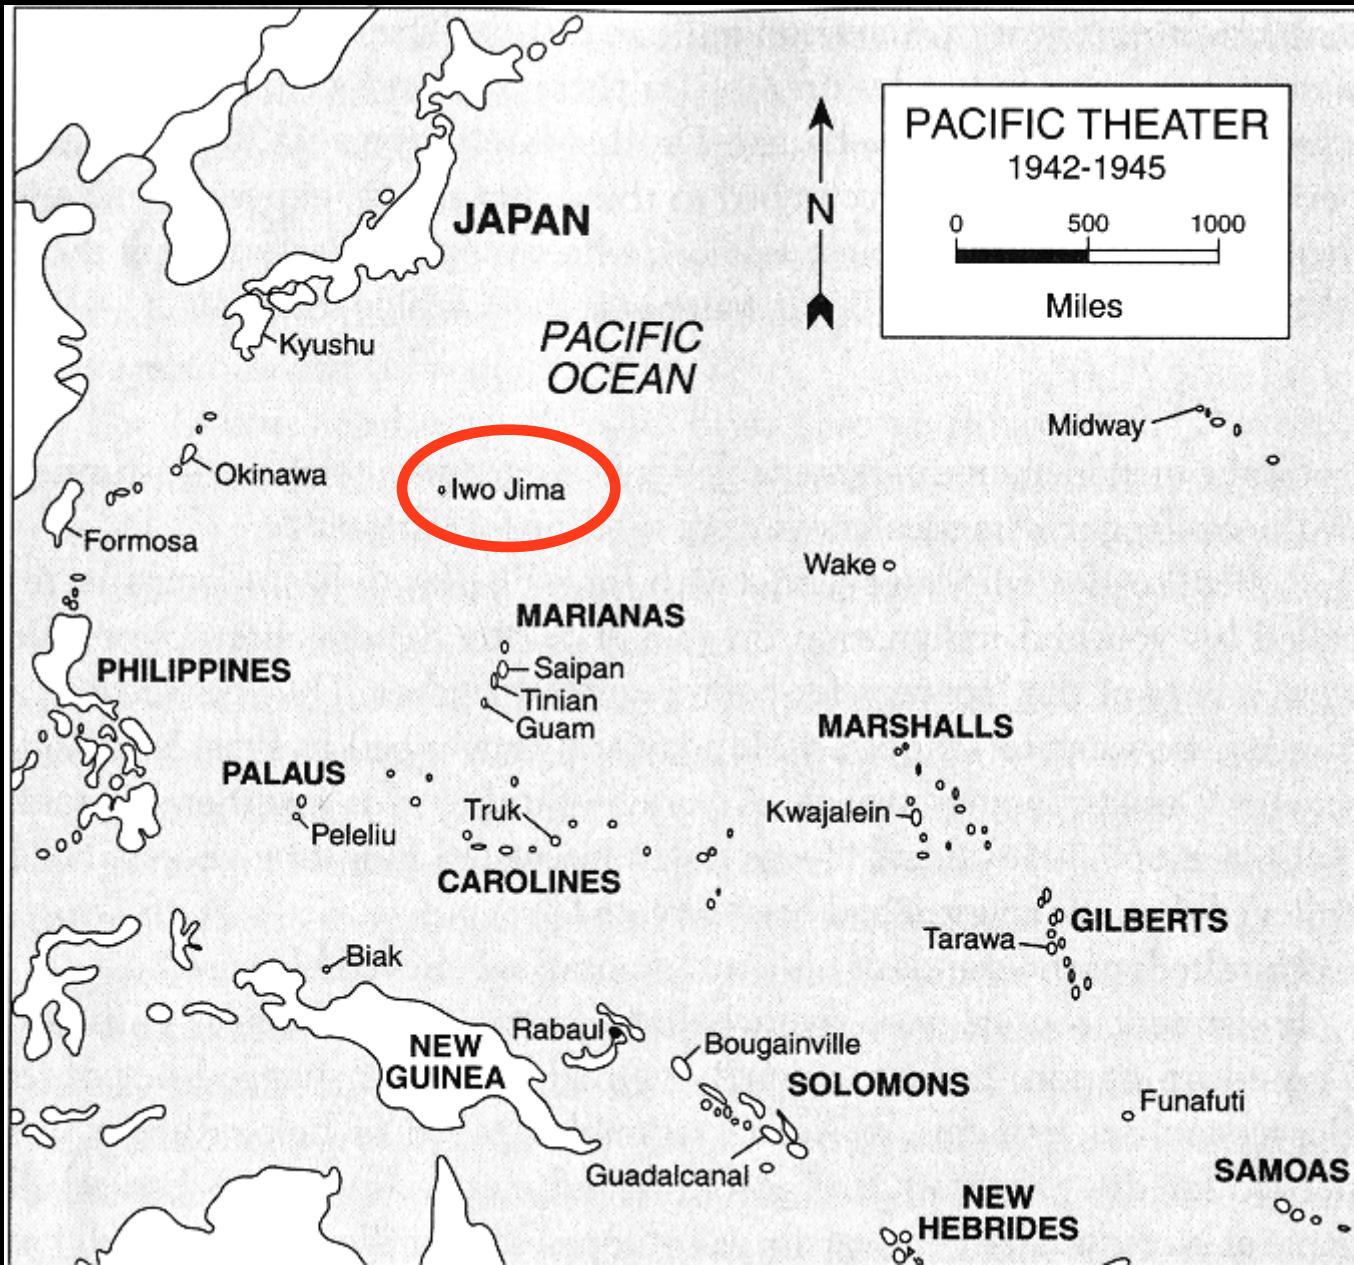 PACIFIC THEATER
1942-1945
0 500 1000
Miles
N
JAPAN
Kyushu
PACIFIC
OCEAN
Midway
Okinawa
Iwo Jima
Formosa
Wake
MARIANAS
PHILIPPINES
Saipan
Tinian
Guam
MARSHALLS
PALAUS
Truk
Kwajalein
Peleliu
CAROLINES
GILBERTS
Tarawa
Biak
Rabaul
NEW
GUINEA
Bougainville
SOLOMONS
Funafuti
Guadalcanal
SAMOAS
NEW
HEBRIDES